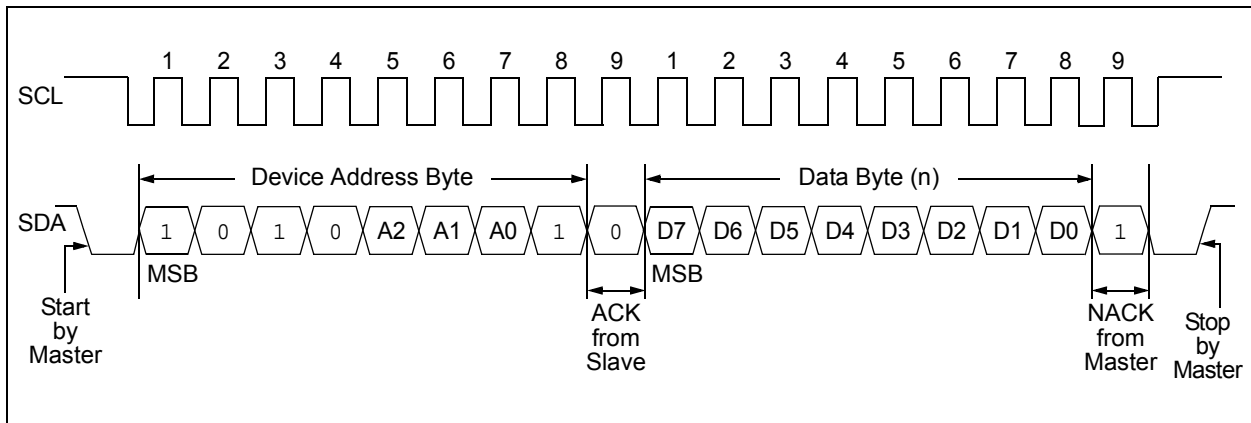 1 2 3 4 5 6 7 8 9 1 2 3 4 5 6 7 8 9
SCL
Device Address Byte Data Byte (n)
SDA 1 0 1 0 A2 A1 A0 1 0 D7 D6 D5 D4 D3 D2 D1 D0 1
MSB MSB
Start
by
Master
ACK
from
Slave
NACK
from
Master
Stop
by
Master